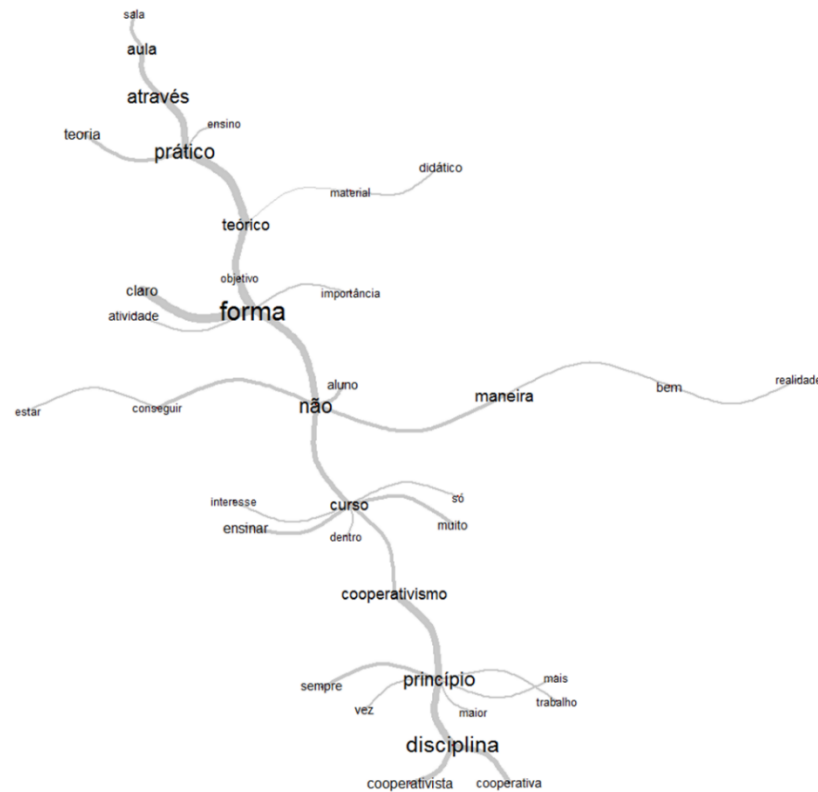 sala
aula
através
ensino
teoria
prático
didático
material
teórico
objetivo
claro
importância
forma
atividade
aluno
realidade
bem
maneira
não
conseguir
estar
só
interesse
curso
muito
ensinar
dentro
cooperativismo
mais
princípio
sempre
trabalho
vez
maior
disciplina
cooperativista
cooperativa